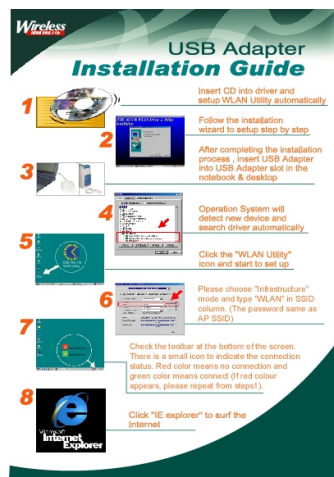 Wireless
IEEE 802.11b
USB Adapter
Installation Guide
1
Insert CD into driver and
setup WLAN Utility automatically
2
Follow the installation
wizard to setup step by step
3
After completing the installation
process , insert USB Adapter
into USB Adapter slot in the
notebook & desktop
4
Operation System will
detect new device and
search driver automatically
5
Click the "WLAN Utility"
icon and start to set up
6
Please choose "Infrastructure"
mode and type "WLAN" in SSID
column. (The password same as
AP SSID)
7
Check the toolbar at the bottom of the screen.
There is a small icon to indicate the connection
status. Red color means no connection and
green color means connect (If red colour
appears, please repeat from steps1).
8
Click "IE explorer" to surf the
Internet
Microsoft
Internet
Explorer